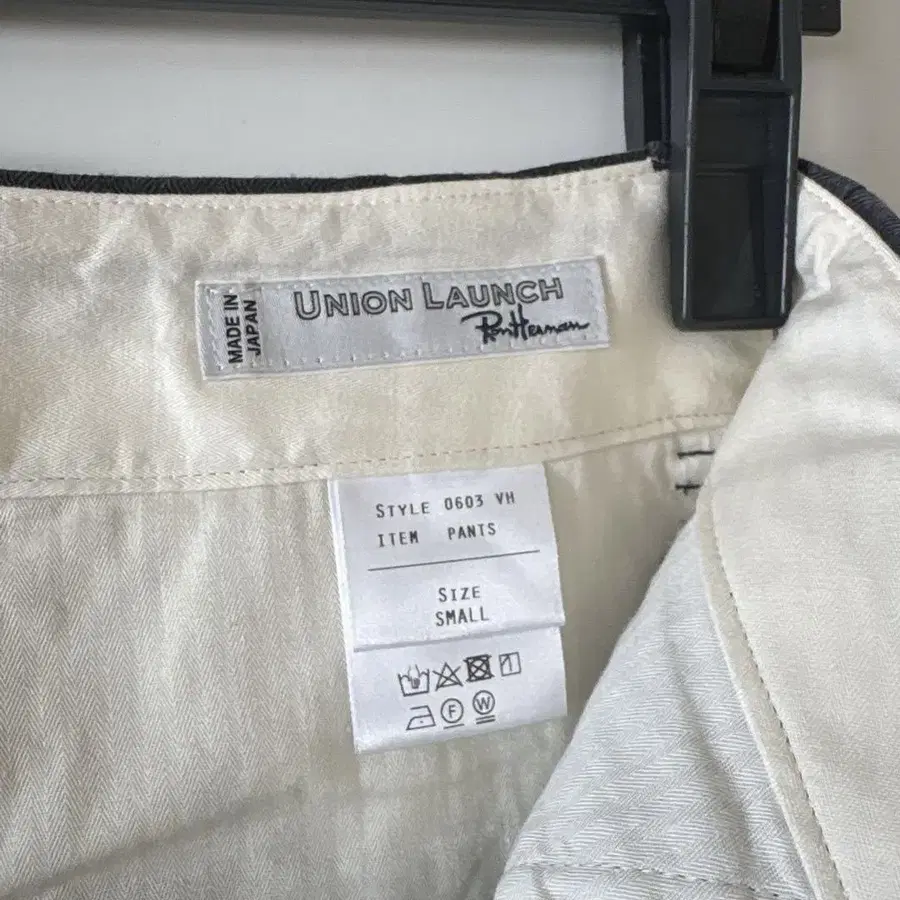 MADE IN
JAPAN
UNION LAUNCH
Ron Herman
STYLE 0603 VH
ITEM PANTS
SIZE
SMALL
F W